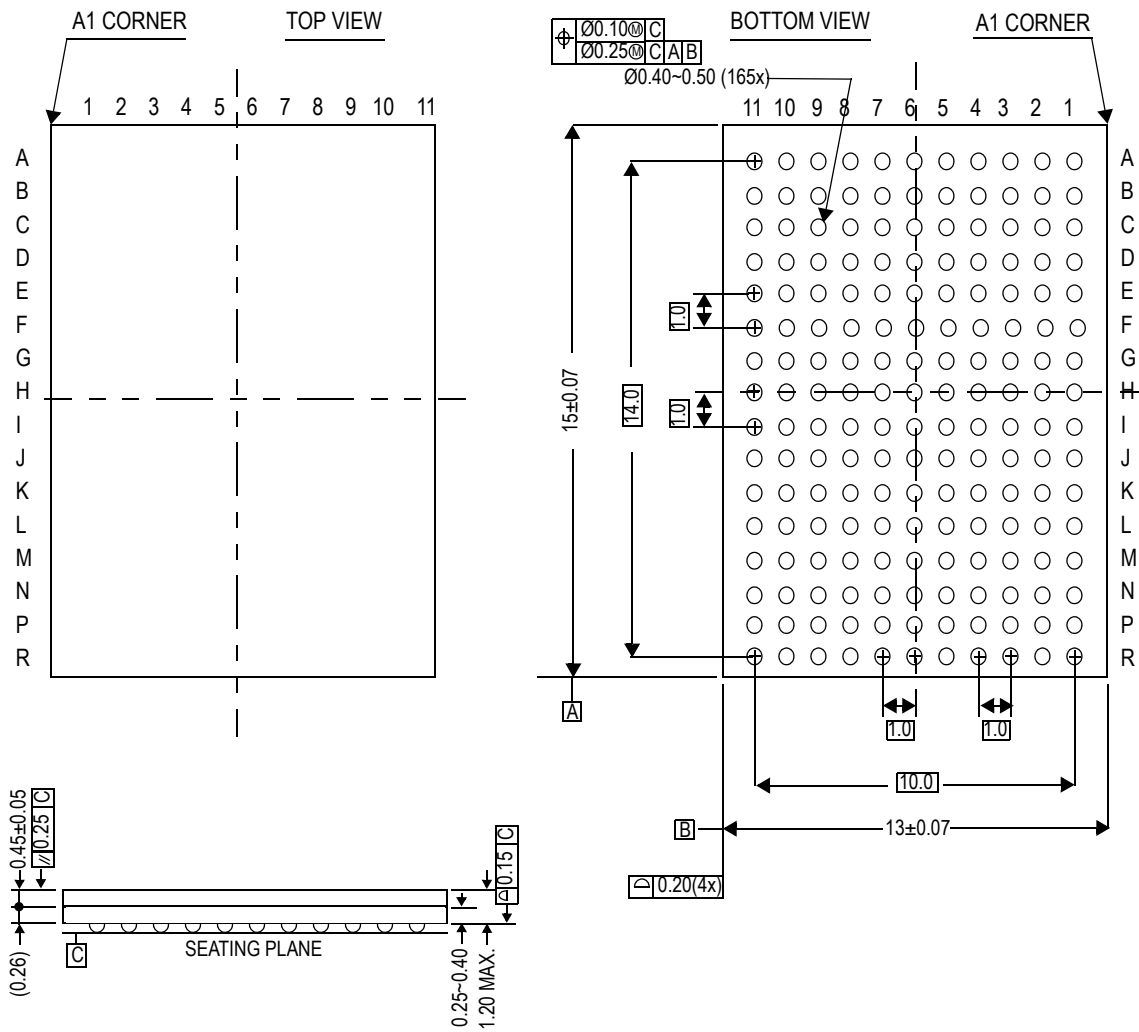 A1 CORNER
TOP VIEW
1 2 3 4 5 6 7 8 9 10 11
A
B
C
D
E
F
G
H
I
J
K
L
M
N
P
R
Ø0.10Ⓜ C
Ø0.25Ⓜ C A B
BOTTOM VIEW
A1 CORNER
Ø0.40~0.50 (165x)
11 10 9 8 7 6 5 4 3 2 1
A
B
C
D
E
F
G
H
I
J
K
L
M
N
P
R
15±0.07
14.0
1.0
1.0
A
1.0
1.0
10.0
B
13±0.07
0.20(4x)
0.45±0.05
// 0.25 C
(0.26)
C
SEATING PLANE
0.15 C
0.25~0.40
1.20 MAX.